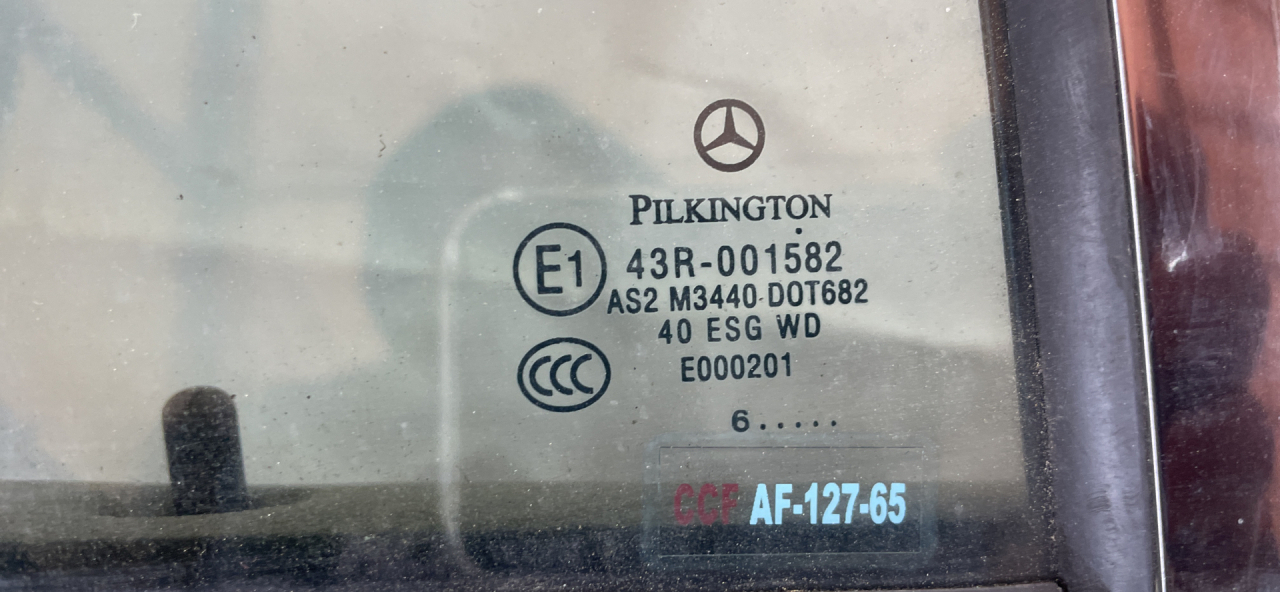 PILKINGTON
E1 43R-001582
AS2 M3440 DOT682
40 ESG WD
CCC E000201
6.....
CCF AF-127-65